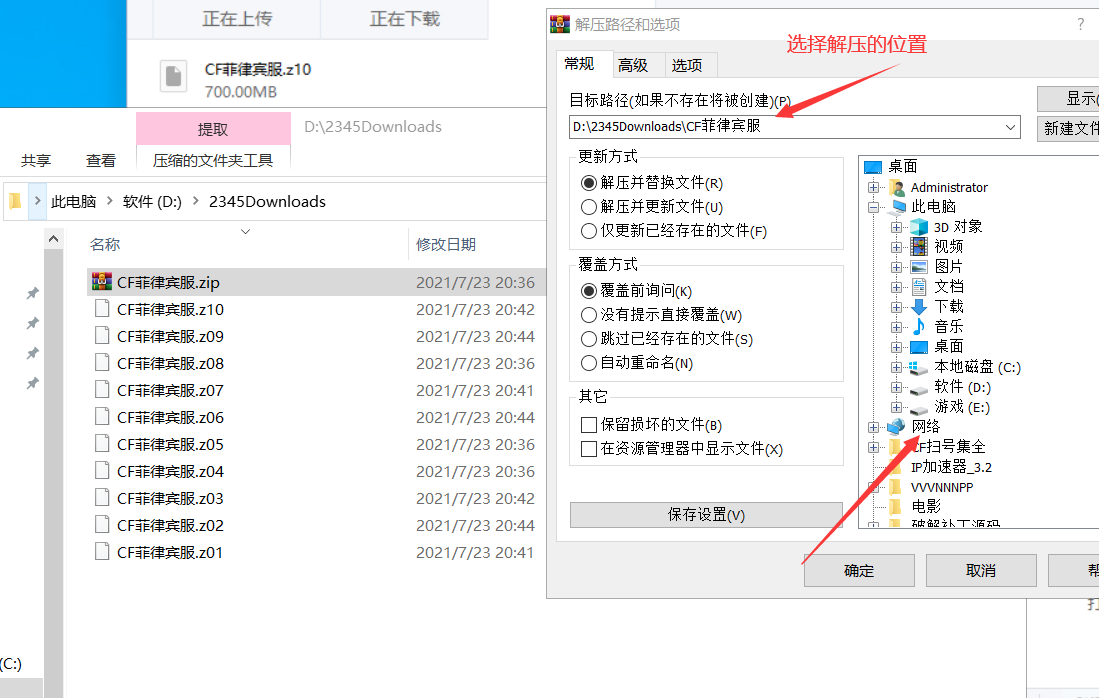 正在上传
正在下载
CF菲律宾服.z10
700.00MB
提取
D:\2345Downloads
共享
查看
压缩的文件夹工具
此电脑 > 软件 (D:) > 2345Downloads
名称
修改日期
CF菲律宾服.zip 2021/7/23 20:36
CF菲律宾服.z10 2021/7/23 20:42
CF菲律宾服.z09 2021/7/23 20:44
CF菲律宾服.z08 2021/7/23 20:36
CF菲律宾服.z07 2021/7/23 20:41
CF菲律宾服.z06 2021/7/23 20:44
CF菲律宾服.z05 2021/7/23 20:36
CF菲律宾服.z04 2021/7/23 20:36
CF菲律宾服.z03 2021/7/23 20:42
CF菲律宾服.z02 2021/7/23 20:44
CF菲律宾服.z01 2021/7/23 20:41
(C:)
解压路径和选项
?
选择解压的位置
常规
高级
选项
目标路径(如果不存在将被创建)(P)
显示(
D:\2345Downloads\CF菲律宾服
新建文件
更新方式
解压并替换文件(R)
解压并更新文件(U)
仅更新已经存在的文件(F)
覆盖方式
覆盖前询问(K)
没有提示直接覆盖(W)
跳过已经存在的文件(S)
自动重命名(N)
其它
保留损坏的文件(B)
在资源管理器中显示文件(X)
保存设置(V)
桌面
Administrator
此电脑
3D 对象
视频
图片
文档
下载
音乐
桌面
本地磁盘 (C:)
软件 (D:)
游戏 (E:)
网络
CF扫号集全
IP加速器_3.2
VVVNNNPP
电影
破解补丁源码
确定
取消
帮